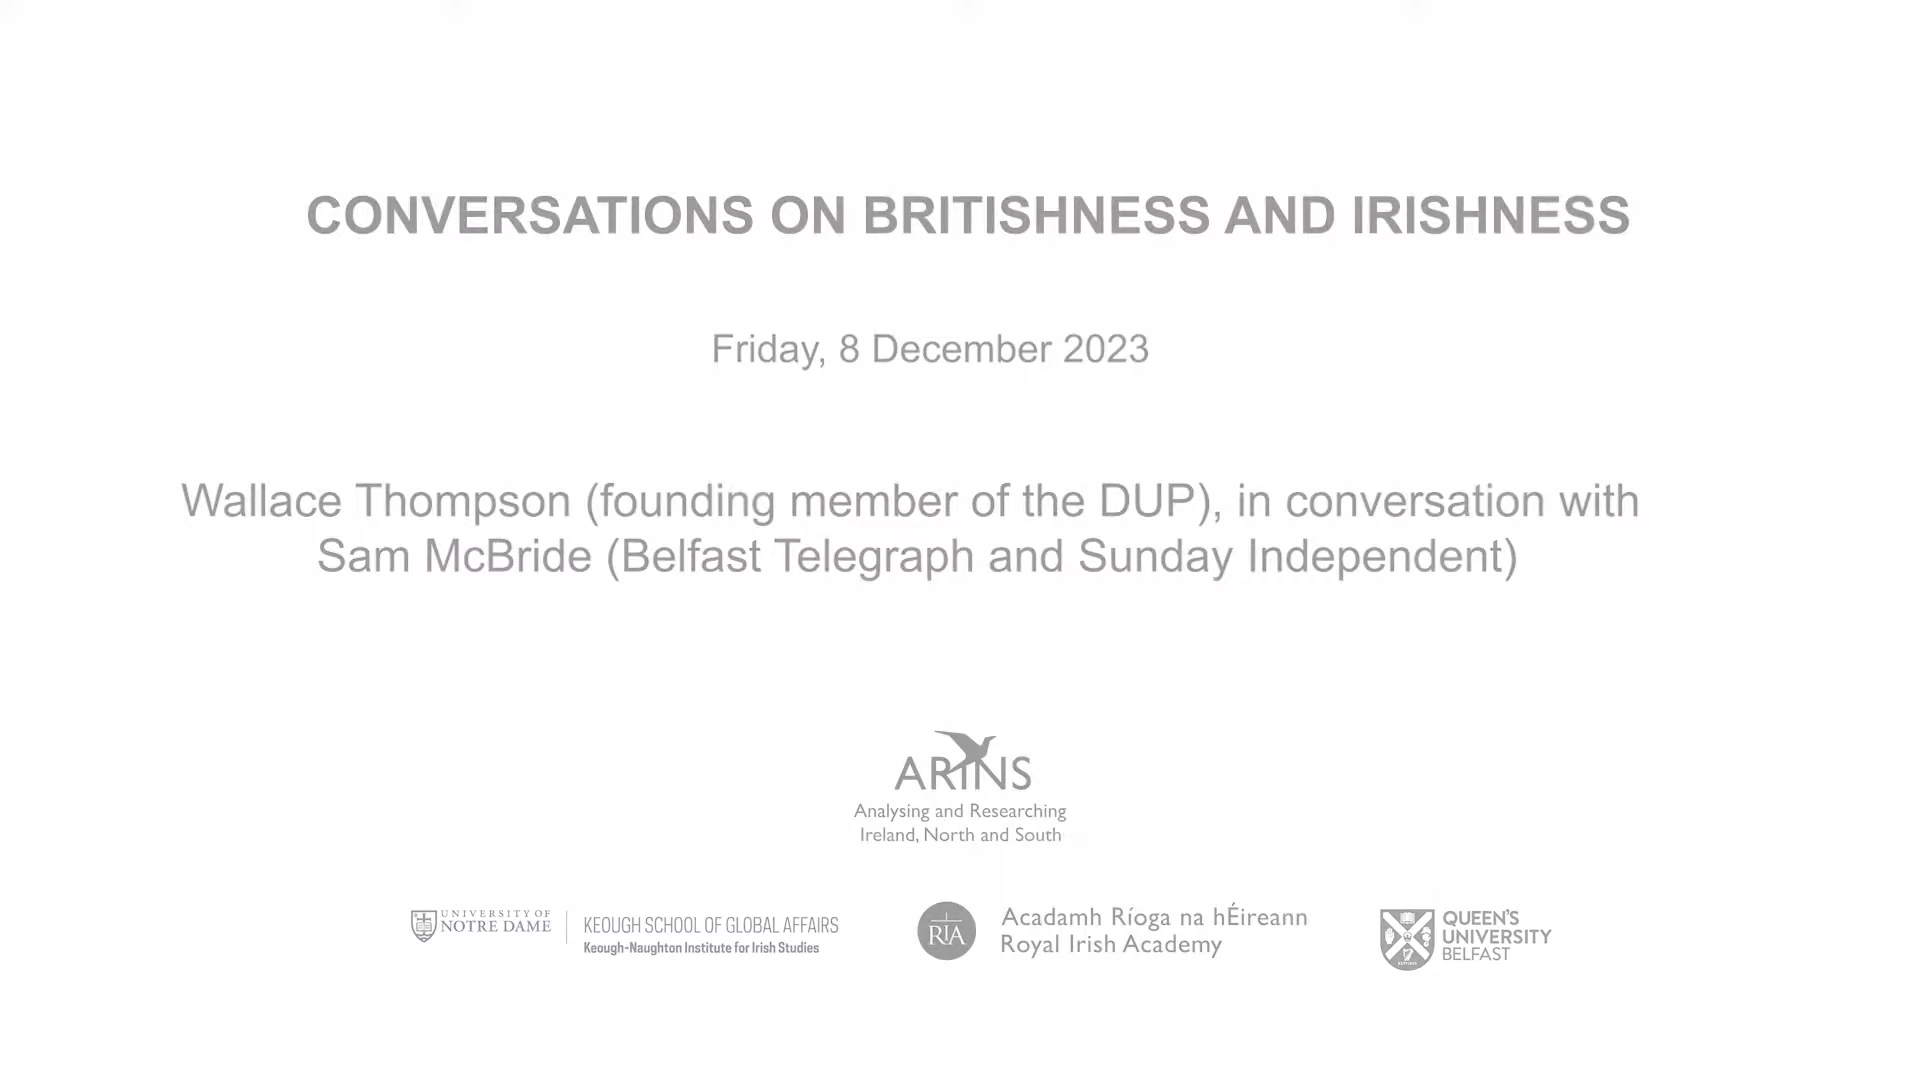 CONVERSATIONS ON BRITISHNESS AND IRISHNESS
Friday, 8 December 2023
Wallace Thompson (founding member of the DUP), in conversation with
Sam McBride (Belfast Telegraph and Sunday Independent)
ARINS
Analysing and Researching
Ireland, North and South
UNIVERSITY OF
NOTRE DAME
KEOUGH SCHOOL OF GLOBAL AFFAIRS
Keough-Naughton Institute for Irish Studies
RIA
Acadamh Ríoga na hÉireann
Royal Irish Academy
QUEEN'S
UNIVERSITY
BELFAST